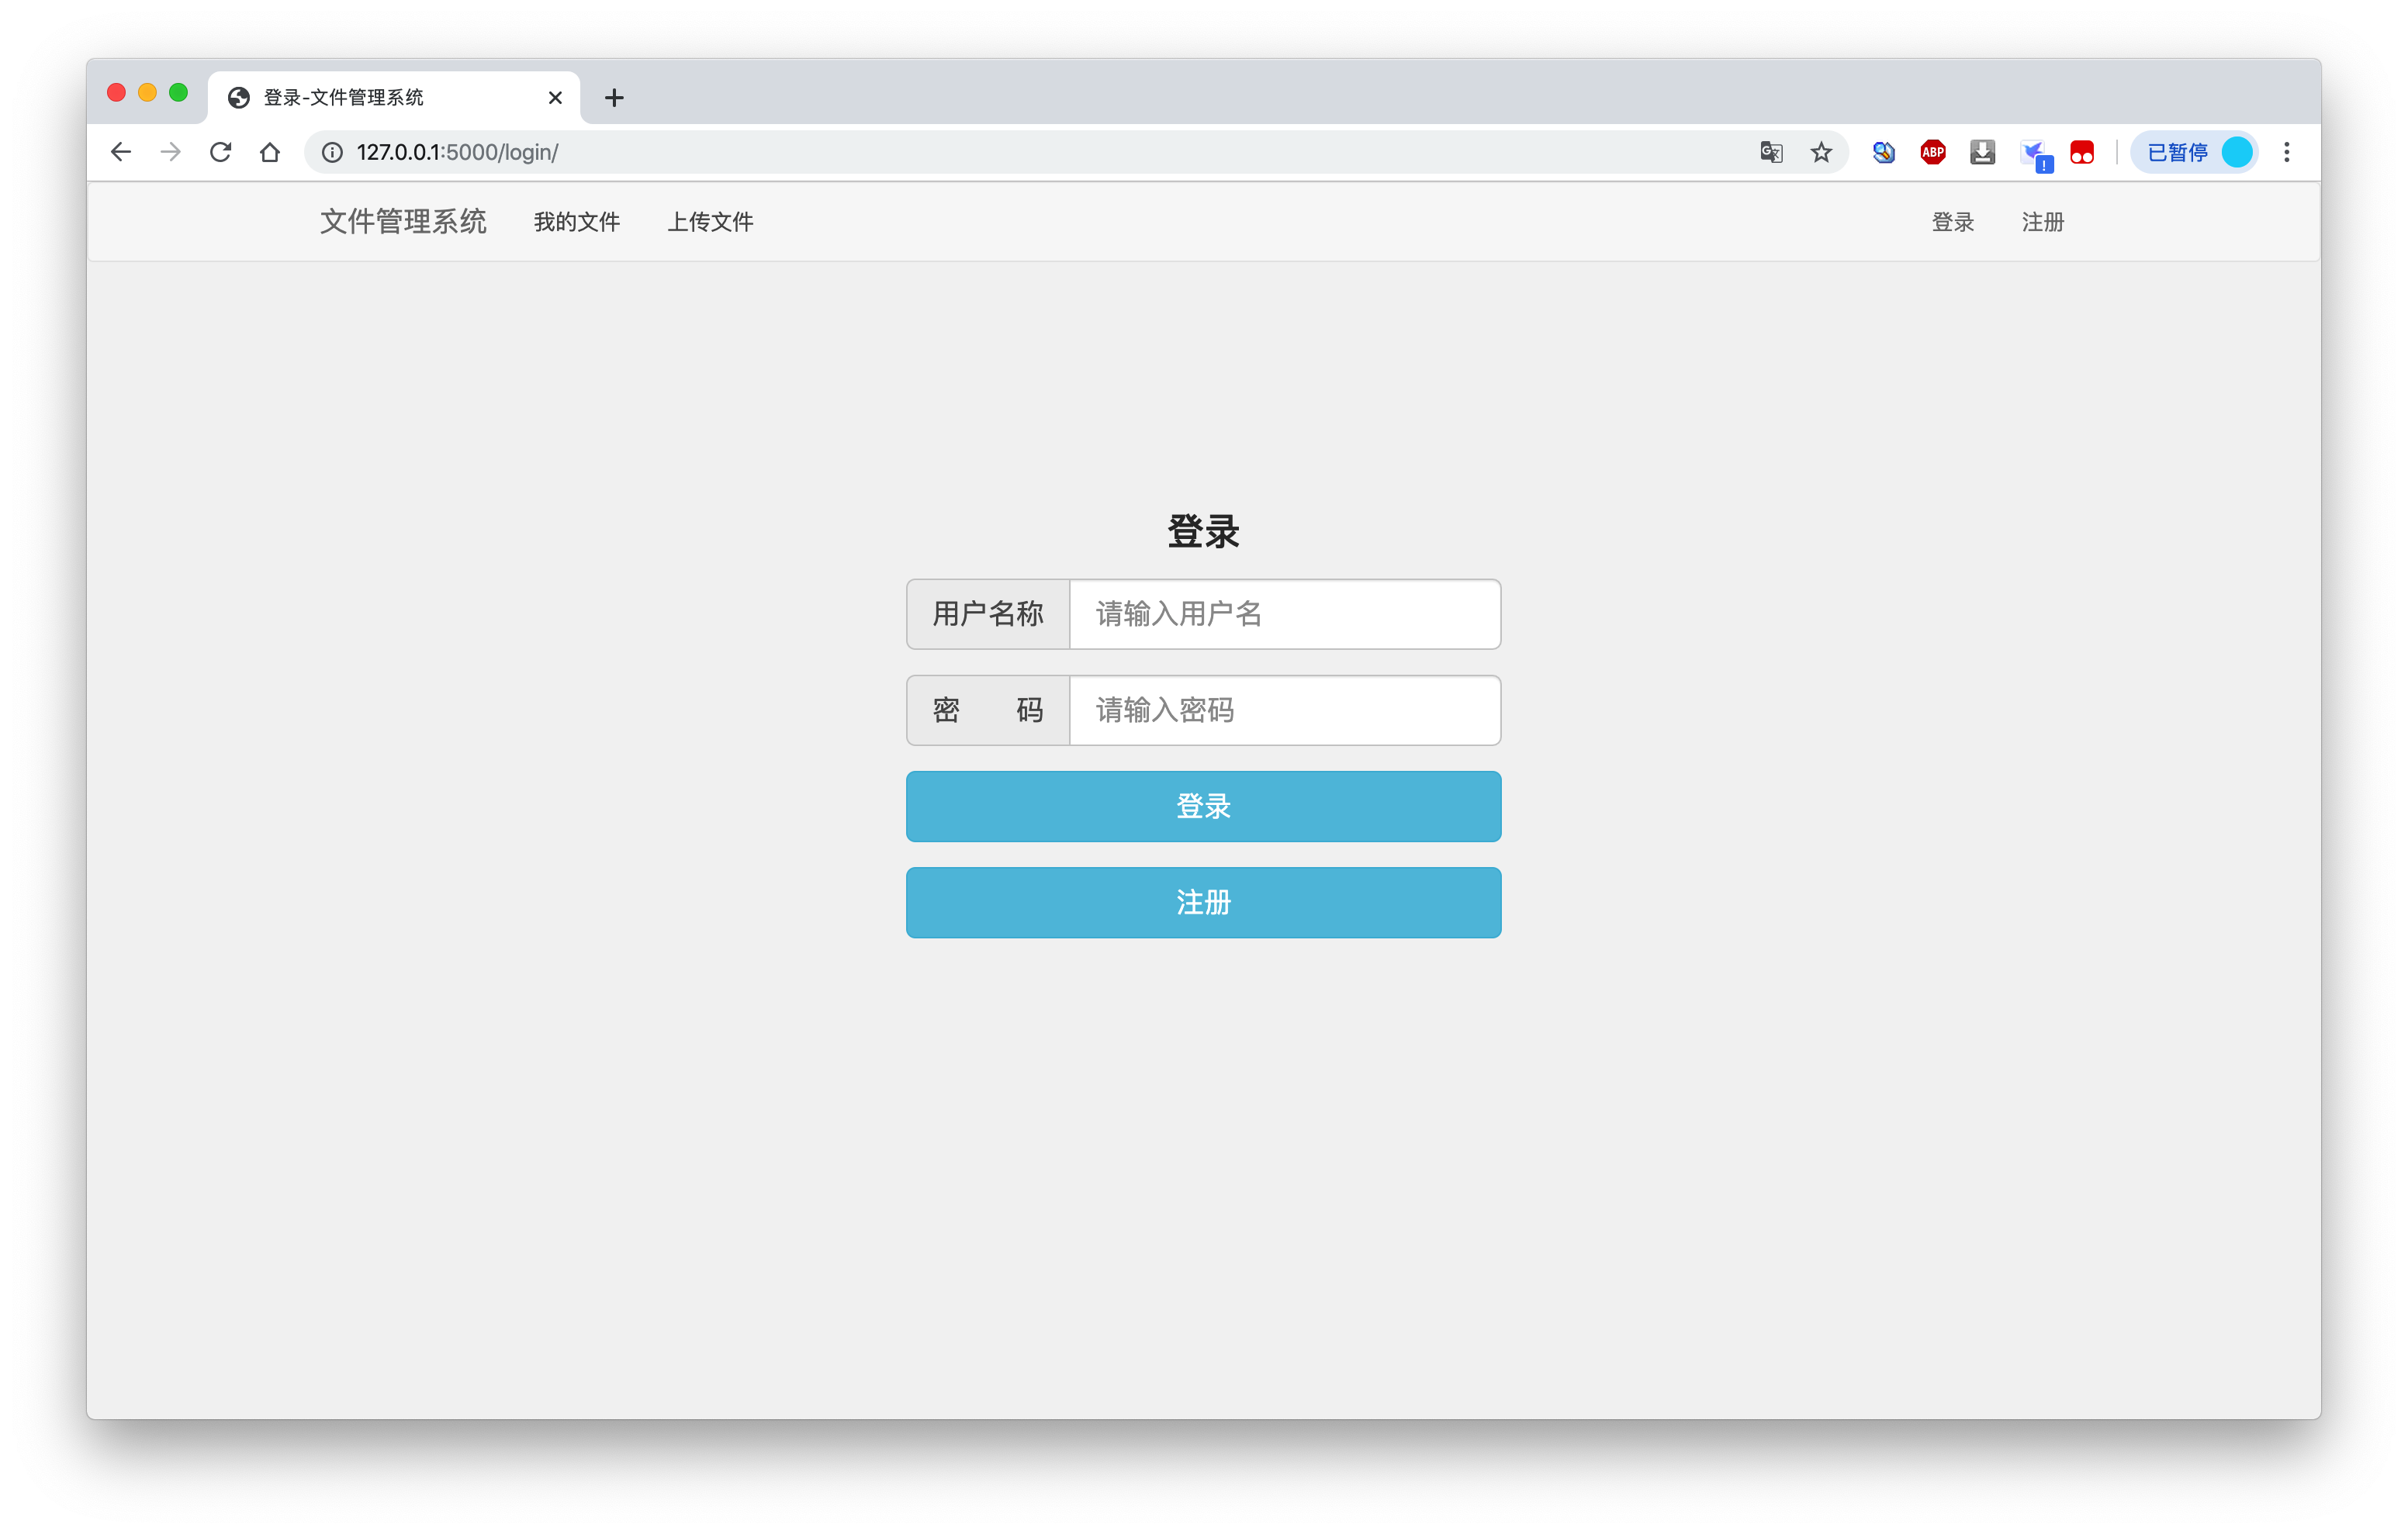 登录-文件管理系统
127.0.0.1:5000/login/
ABP
已暂停
文件管理系统 我的文件 上传文件 登录 注册
登录
用户名称 请输入用户名
密 码 请输入密码
登录
注册